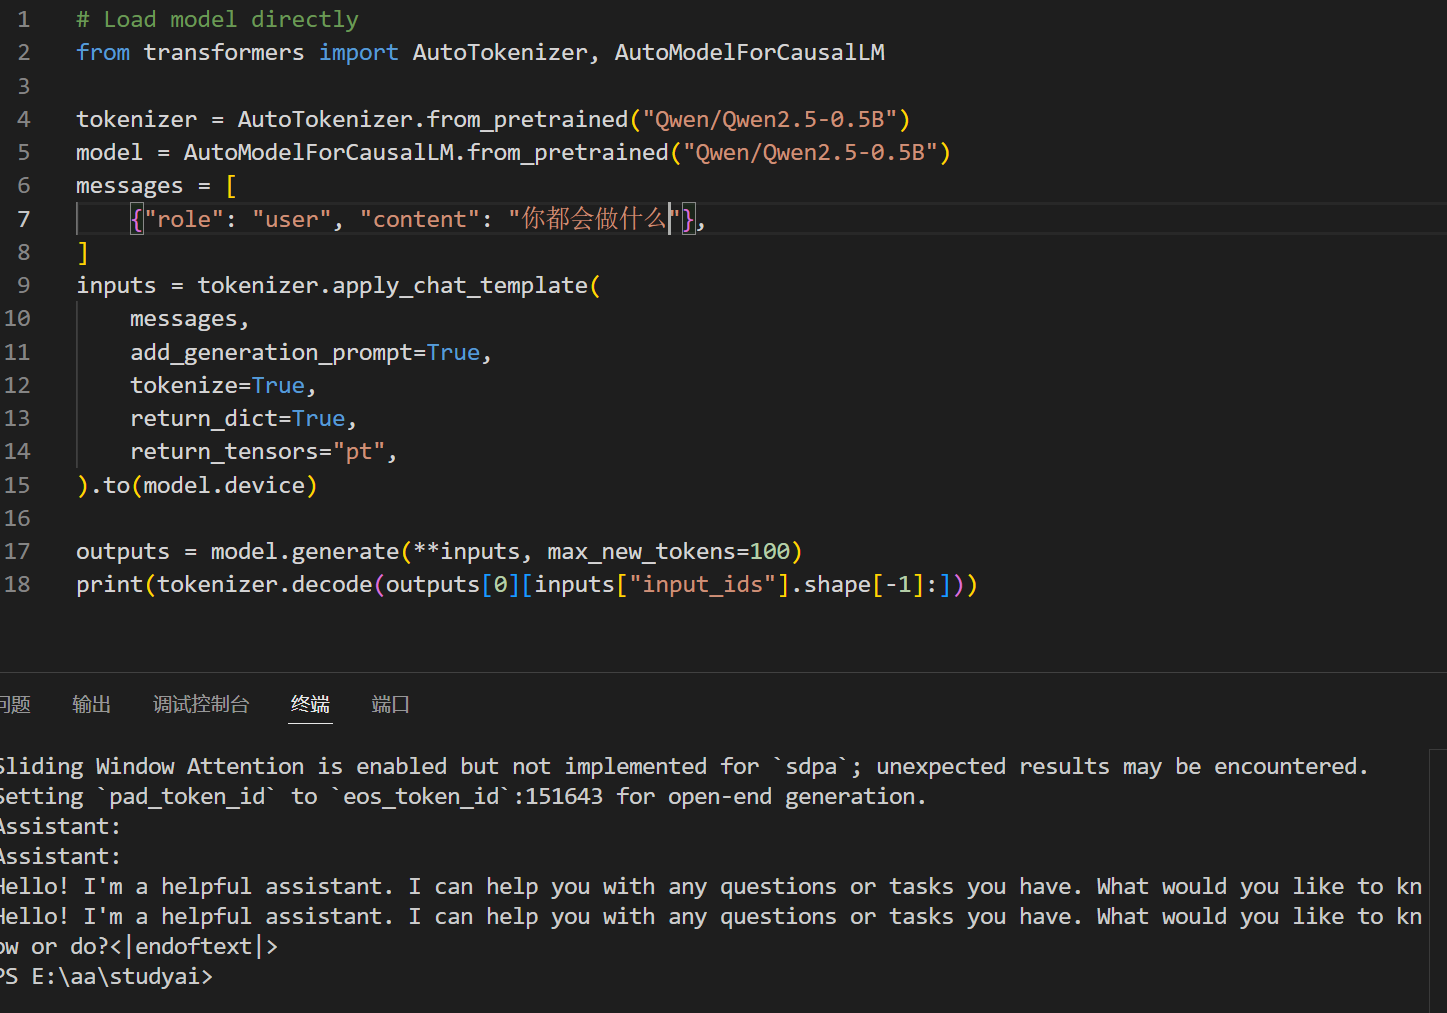 1 # Load model directly
2 from transformers import AutoTokenizer, AutoModelForCausalLM
3
4 tokenizer = AutoTokenizer.from_pretrained("Qwen/Qwen2.5-0.5B")
5 model = AutoModelForCausalLM.from_pretrained("Qwen/Qwen2.5-0.5B")
6 messages = [
7     {"role": "user", "content": "你都会做什么"},
8 ]
9 inputs = tokenizer.apply_chat_template(
10     messages,
11     add_generation_prompt=True,
12     tokenize=True,
13     return_dict=True,
14     return_tensors="pt",
15 ).to(model.device)
16
17 outputs = model.generate(**inputs, max_new_tokens=100)
18 print(tokenizer.decode(outputs[0][inputs["input_ids"].shape[-1]:]))
问题 输出 调试控制台 终端 端口
Sliding Window Attention is enabled but not implemented for `sdpa`; unexpected results may be encountered.
Setting `pad_token_id` to `eos_token_id`:151643 for open-end generation.
Assistant:
Assistant:
Hello! I'm a helpful assistant. I can help you with any questions or tasks you have. What would you like to kn
Hello! I'm a helpful assistant. I can help you with any questions or tasks you have. What would you like to kn
ow or do?<|endoftext|>
PS E:\aa\studyai>